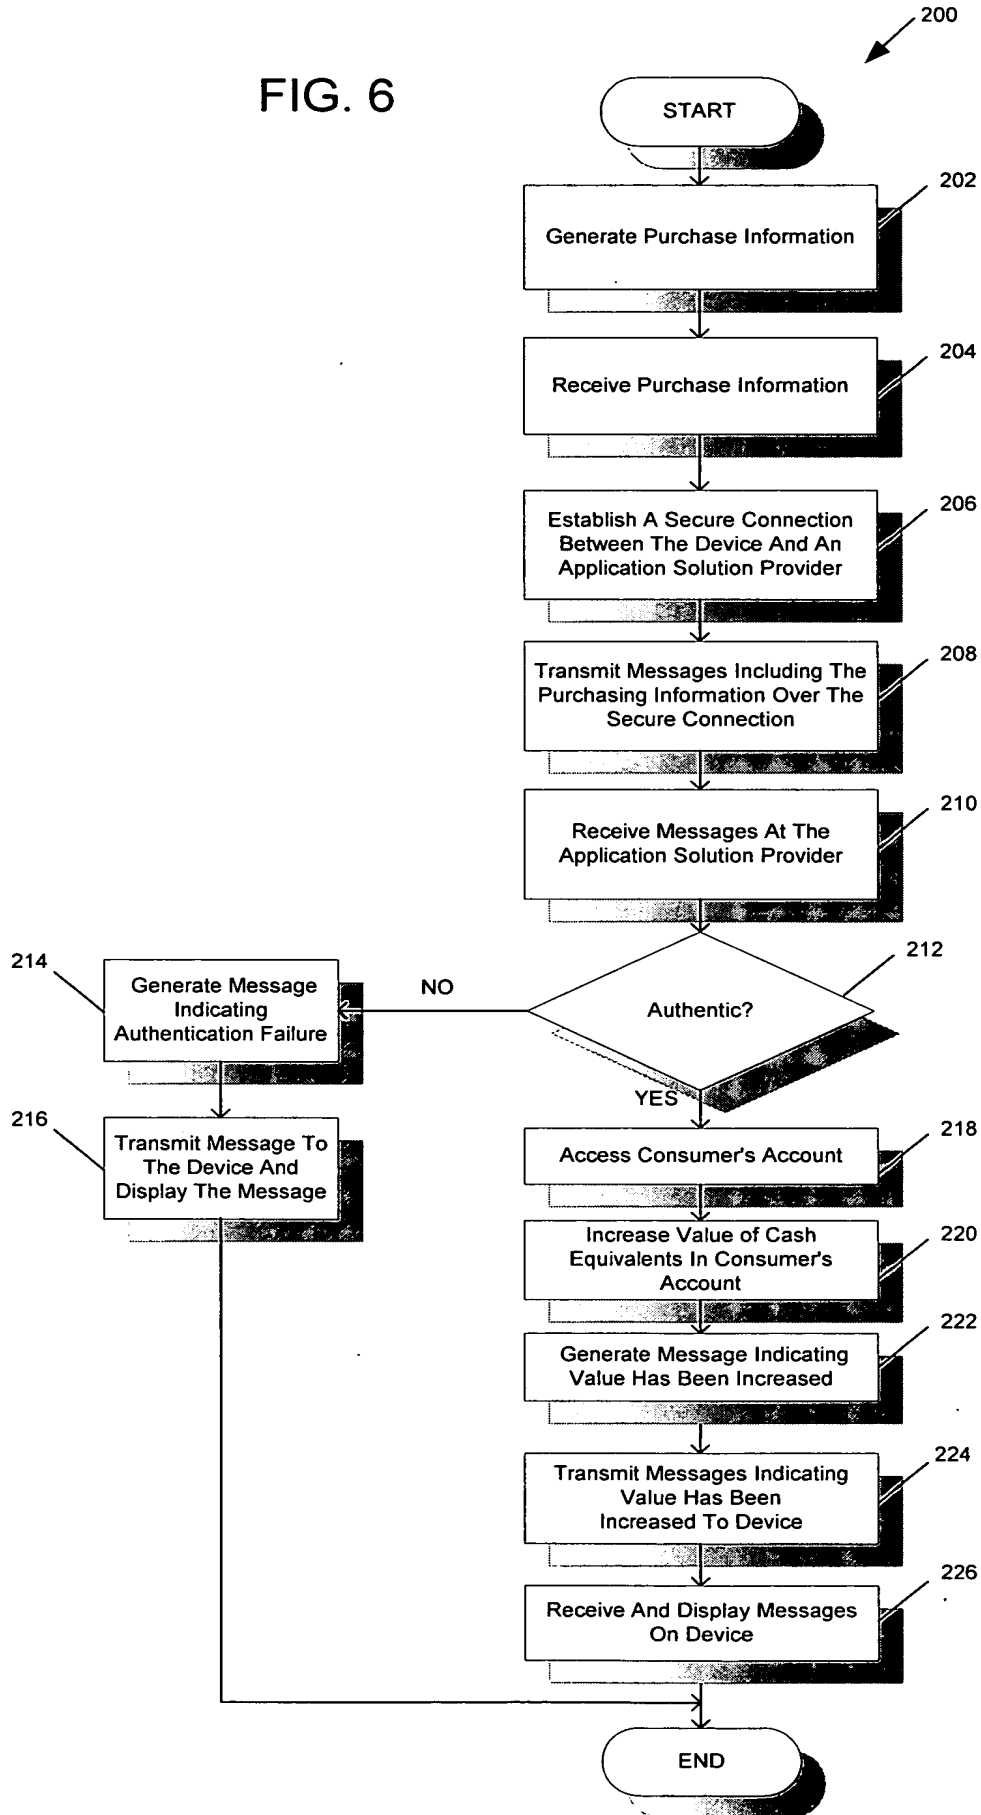 200
FIG. 6
START
202
Generate Purchase Information
204
Receive Purchase Information
206
Establish A Secure Connection
Between The Device And An
Application Solution Provider
208
Transmit Messages Including The
Purchasing Information Over The
Secure Connection
210
Receive Messages At The
Application Solution Provider
212
Authentic?
NO
214
Generate Message
Indicating
Authentication Failure
216
Transmit Message To
The Device And
Display The Message
YES
218
Access Consumer's Account
220
Increase Value of Cash
Equivalents In Consumer's
Account
222
Generate Message Indicating
Value Has Been Increased
224
Transmit Messages Indicating
Value Has Been
Increased To Device
226
Receive And Display Messages
On Device
END